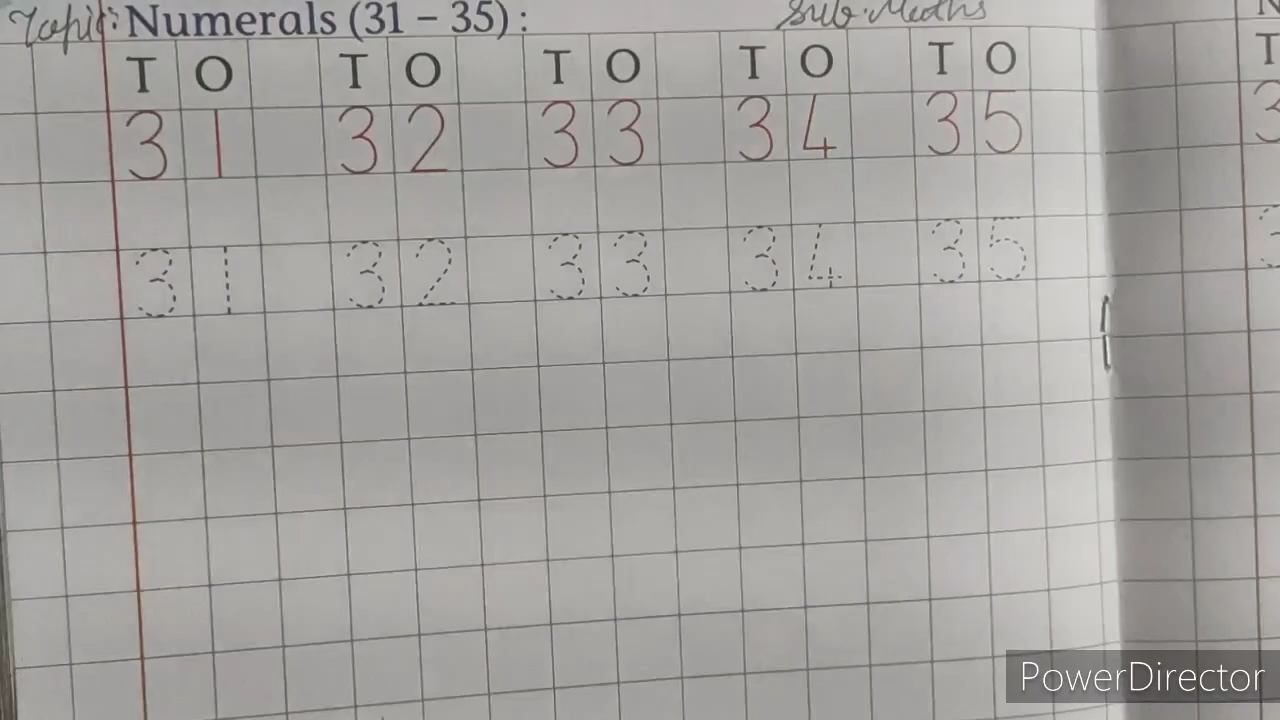 Topic: Numerals (31 – 35) : Sub. Maths
T O T O T O T O T O
31 32 33 34 35
31 32 33 34 35
PowerDirector